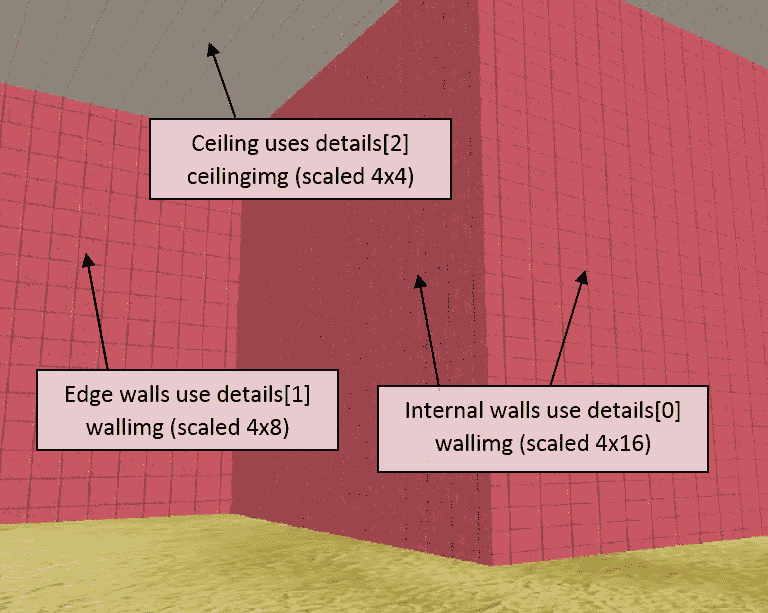 Ceiling uses details[2]
ceilingimg (scaled 4x4)
Edge walls use details[1]
wallimg (scaled 4x8)
Internal walls use details[0]
wallimg (scaled 4x16)